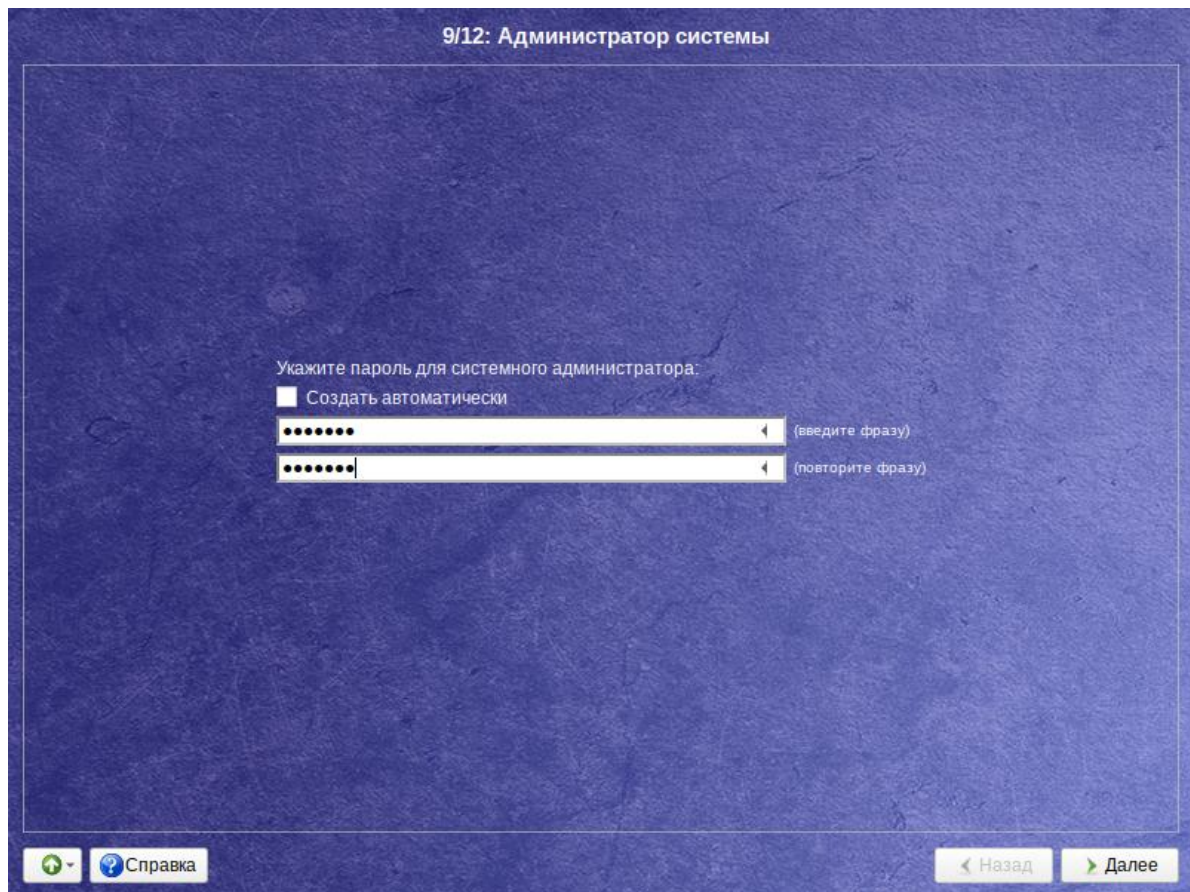 9/12: Администратор системы
Укажите пароль для системного администратора:
Создать автоматически
••••••• (введите фразу)
••••••• (повторите фразу)
Справка
Назад
Далее